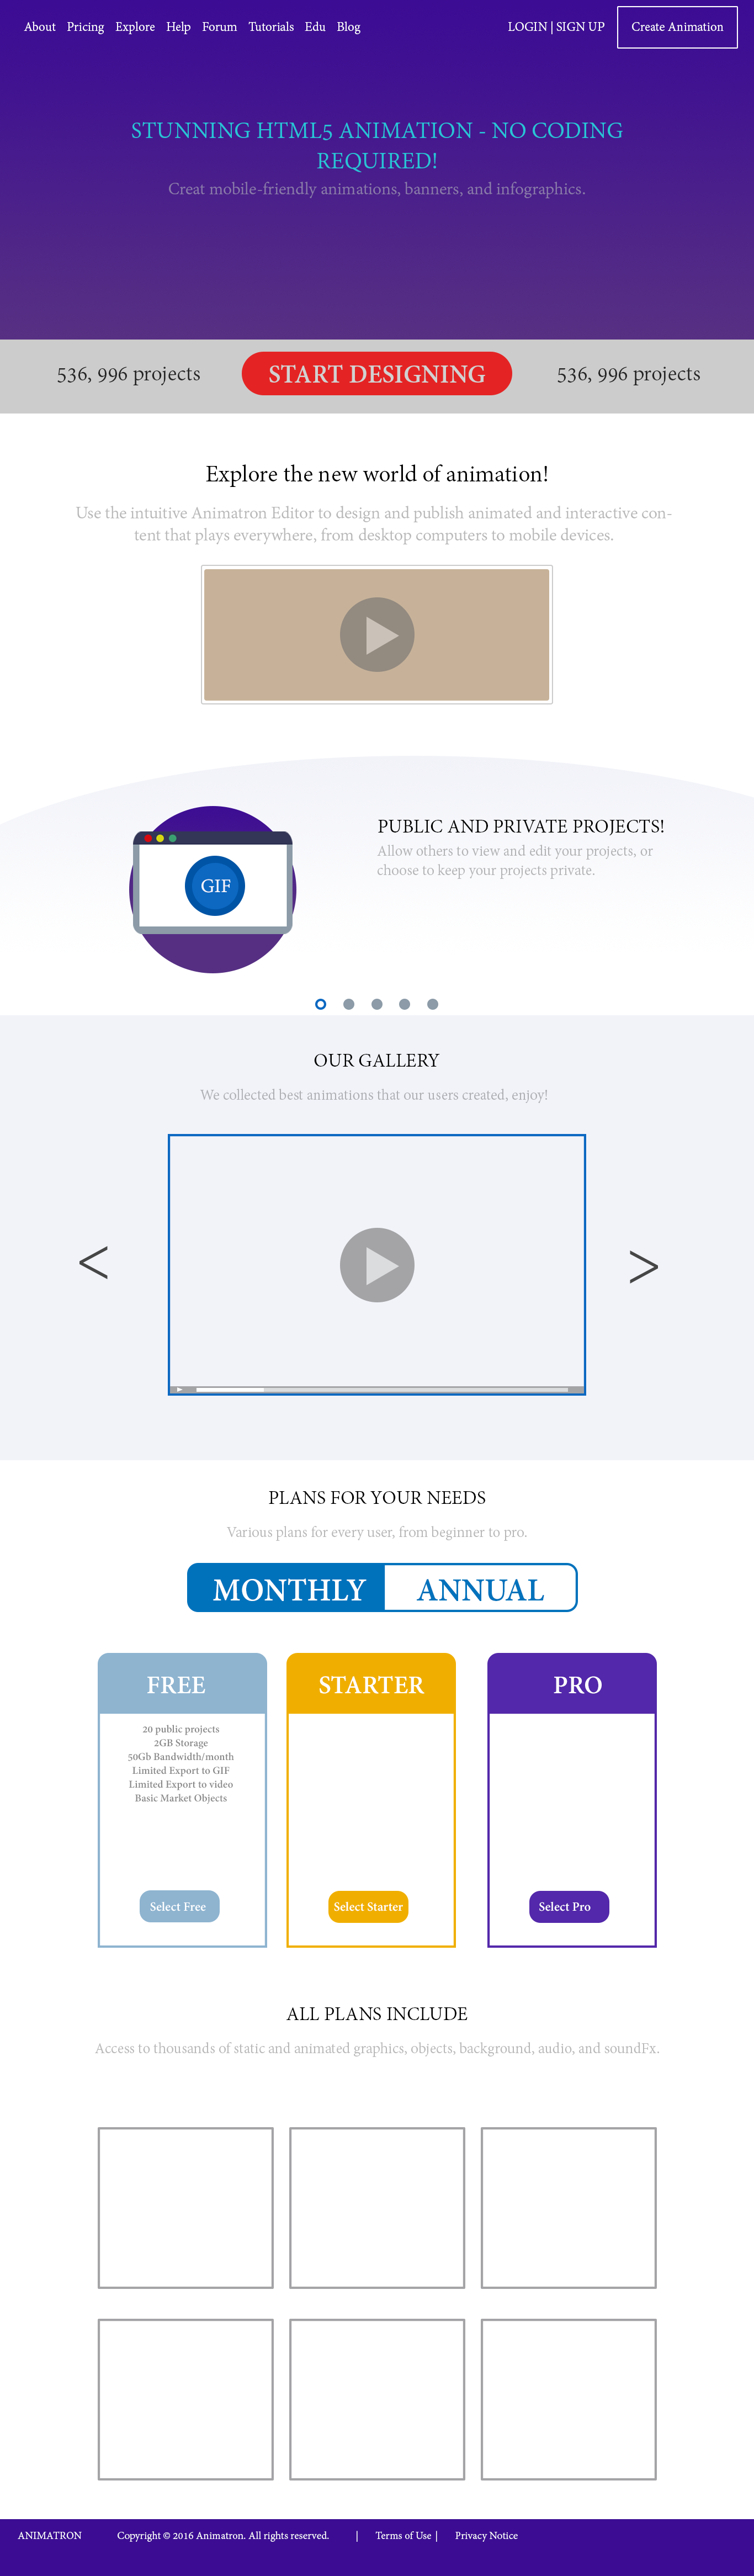 About Pricing Explore Help Forum Tutorials Edu Blog LOGIN | SIGN UP Create Animation
STUNNING HTML5 ANIMATION - NO CODING
REQUIRED!
Creat mobile-friendly animations, banners, and infographics.
536, 996 projects START DESIGNING 536, 996 projects
Explore the new world of animation!
Use the intuitive Animatron Editor to design and publish animated and interactive con-
tent that plays everywhere, from desktop computers to mobile devices.
GIF
PUBLIC AND PRIVATE PROJECTS!
Allow others to view and edit your projects, or
choose to keep your projects private.
OUR GALLERY
We collected best animations that our users created, enjoy!
< >
PLANS FOR YOUR NEEDS
Various plans for every user, from beginner to pro.
MONTHLY ANNUAL
FREE STARTER PRO
20 public projects
2GB Storage
50Gb Bandwidth/month
Limited Export to GIF
Limited Export to video
Basic Market Objects
Select Free Select Starter Select Pro
ALL PLANS INCLUDE
Access to thousands of static and animated graphics, objects, background, audio, and soundFx.
ANIMATRON Copyright © 2016 Animatron. All rights reserved. | Terms of Use | Privacy Notice